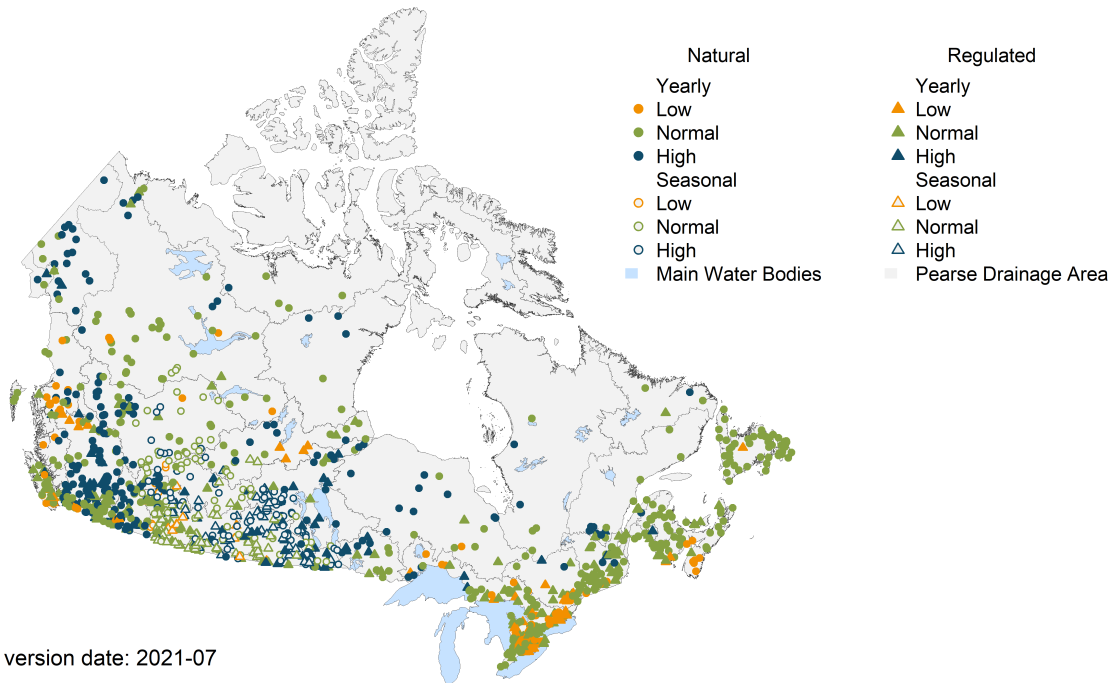 Natural
Yearly
Low
Normal
High
Seasonal
Low
Normal
High
Main Water Bodies
Regulated
Yearly
Low
Normal
High
Seasonal
Low
Normal
High
Pearse Drainage Area
version date: 2021-07